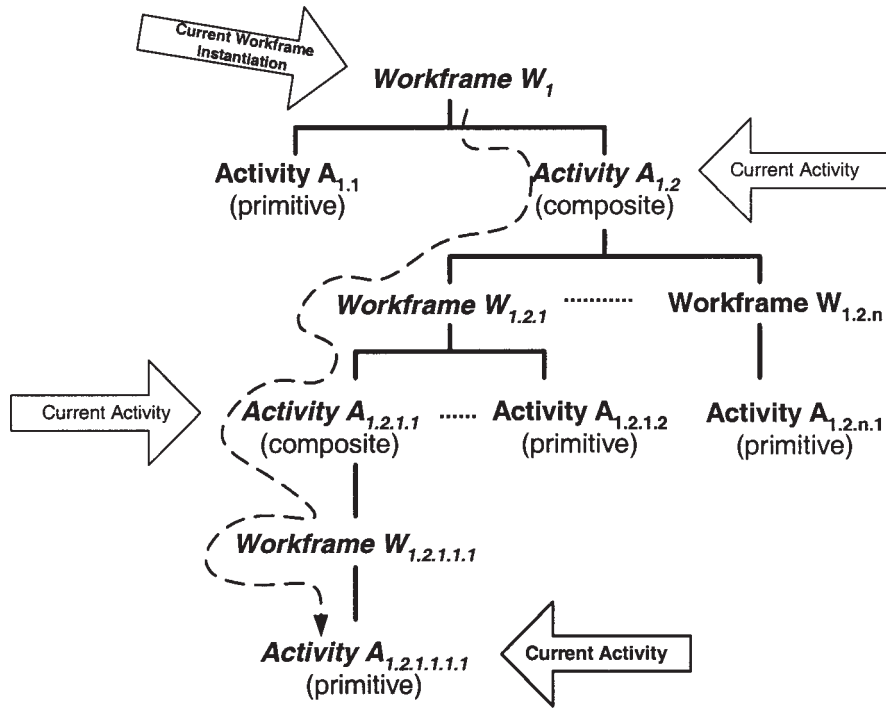 Current Workframe
Instantiation
Workframe W1
Activity A1.1
(primitive)
Activity A1.2
(composite)
Current Activity
Workframe W1.2.1
Workframe W1.2.n
Current Activity
Activity A1.2.1.1
(composite)
Activity A1.2.1.2
(primitive)
Activity A1.2.n.1
(primitive)
Workframe W1.2.1.1.1
Activity A1.2.1.1.1.1
(primitive)
Current Activity